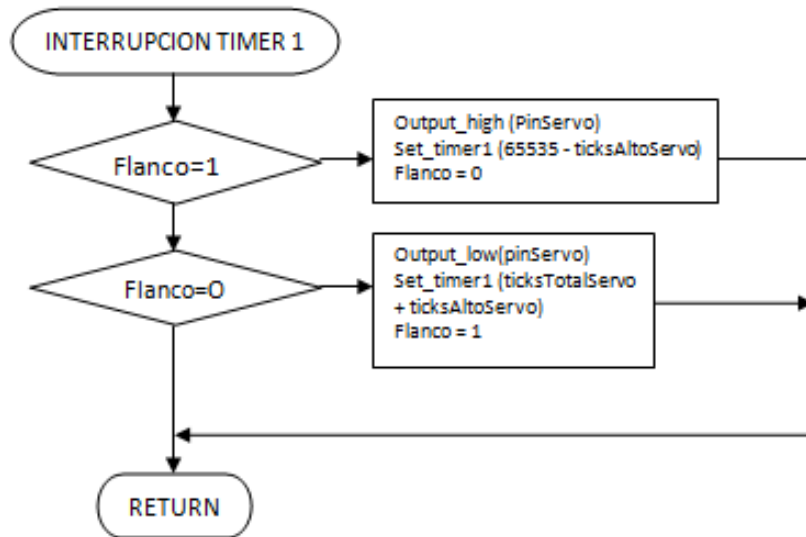 INTERRUPCION TIMER 1
Flanco=1
Output_high (PinServo)
Set_timer1 (65535 - ticksAltoServo)
Flanco = 0
Flanco=O
Output_low(pinServo)
Set_timer1 (ticksTotalServo
+ ticksAltoServo)
Flanco = 1
RETURN